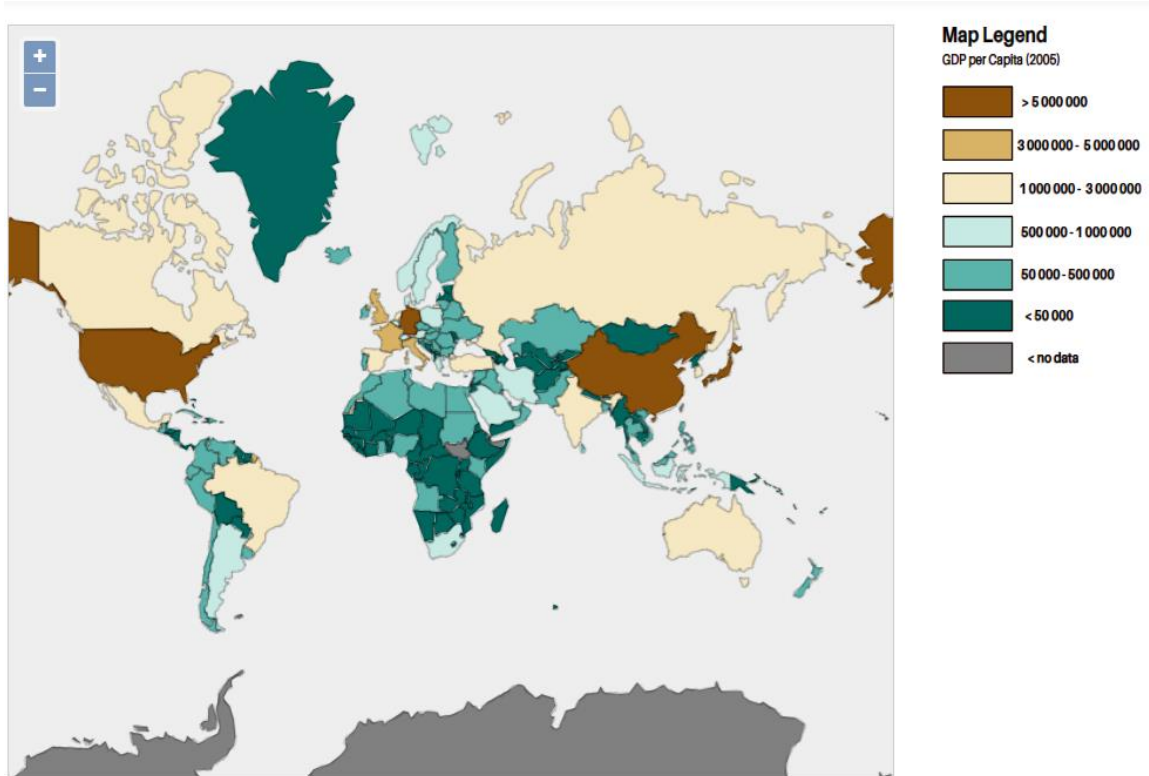 +
−
Map Legend
GDP per Capita (2005)
> 5 000 000
3 000 000 - 5 000 000
1 000 000 - 3 000 000
500 000 - 1 000 000
50 000 - 500 000
< 50 000
< no data